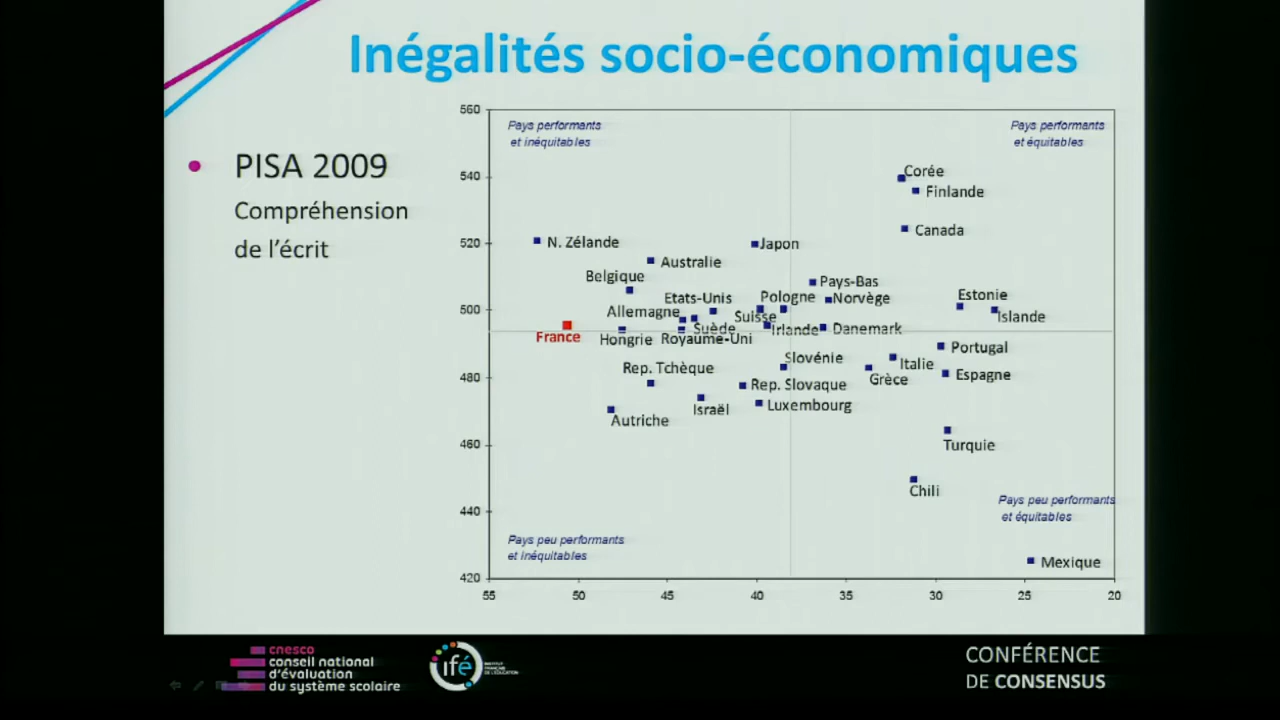 Inégalités socio-économiques
PISA 2009
Compréhension
de l'écrit
560
540
520
500
480
460
440
420
55
50
45
40
35
30
25
20
Pays performants
et inéquitables
Pays performants
et équitables
Corée
Finlande
Canada
N. Zélande
Japon
Australie
Belgique
Pays-Bas
Etats-Unis
Pologne
Norvège
Estonie
Allemagne
Suisse
Islande
Suède
Irlande
Danemark
France
Hongrie
Royaume-Uni
Portugal
Slovénie
Italie
Rep. Tchèque
Grèce
Espagne
Rep. Slovaque
Israël
Luxembourg
Autriche
Turquie
Chili
Pays peu performants
et équitables
Pays peu performants
et inéquitables
Mexique
cnesco
conseil national
d'évaluation
du système scolaire
ifé
CONFÉRENCE
DE CONSENSUS